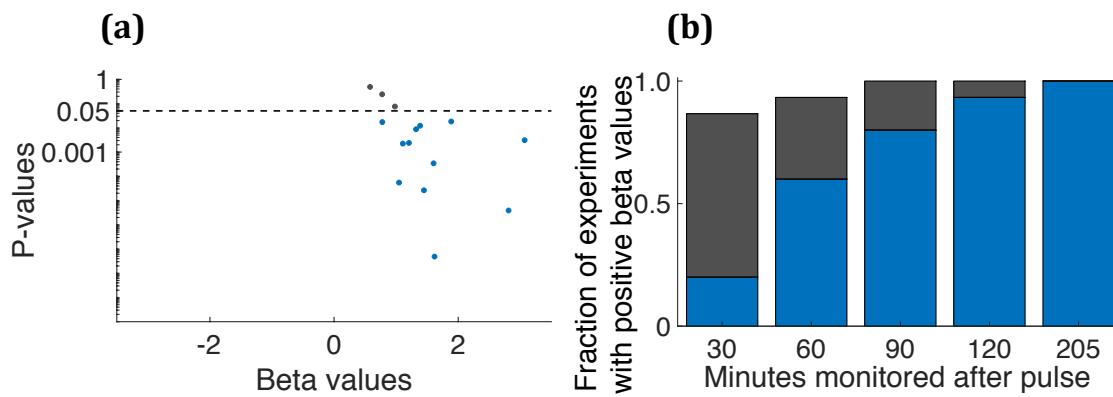 (a)
P-values
1
0.05
0.001
-2
0
2
Beta values
(b)
Fraction of experiments
with positive beta values
1.0
0.5
0
30
60
90
120
205
Minutes monitored after pulse